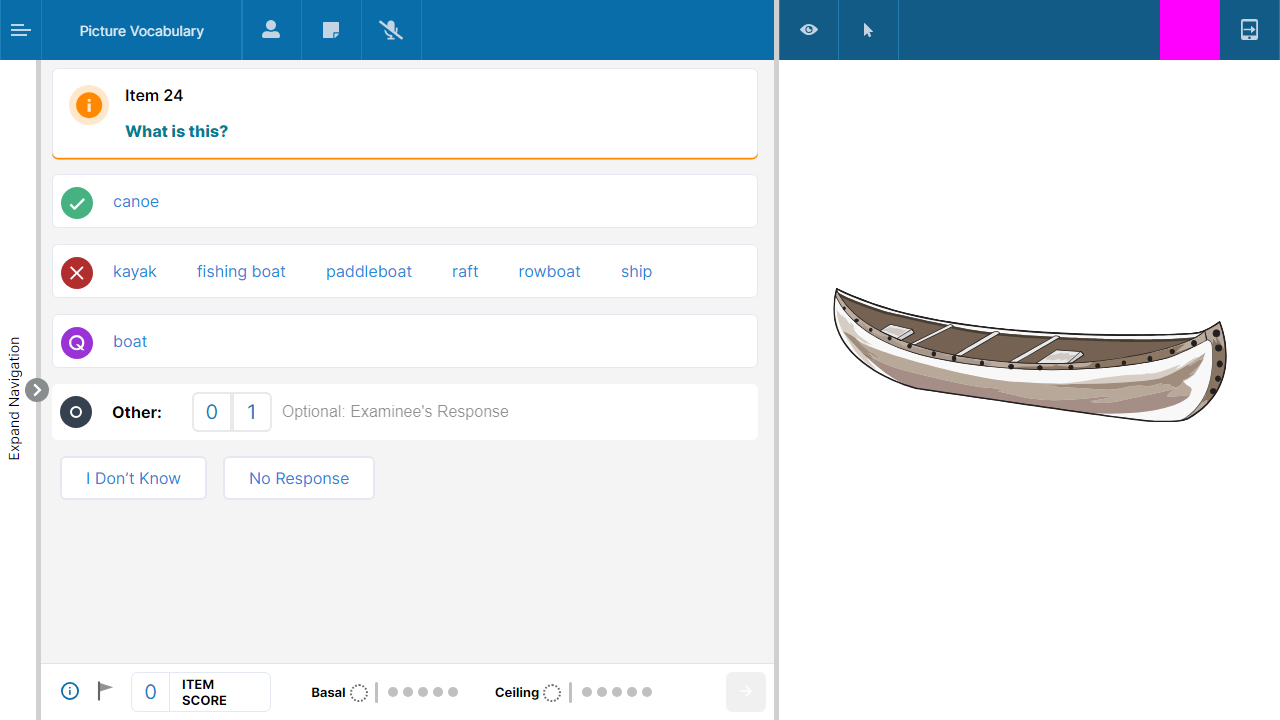 Picture Vocabulary
Item 24
What is this?
canoe
kayak fishing boat paddleboat raft rowboat ship
Q boat
Expand Navigation
Other: 0 1 Optional: Examinee's Response
I Don't Know No Response
0 ITEM SCORE Basal Ceiling